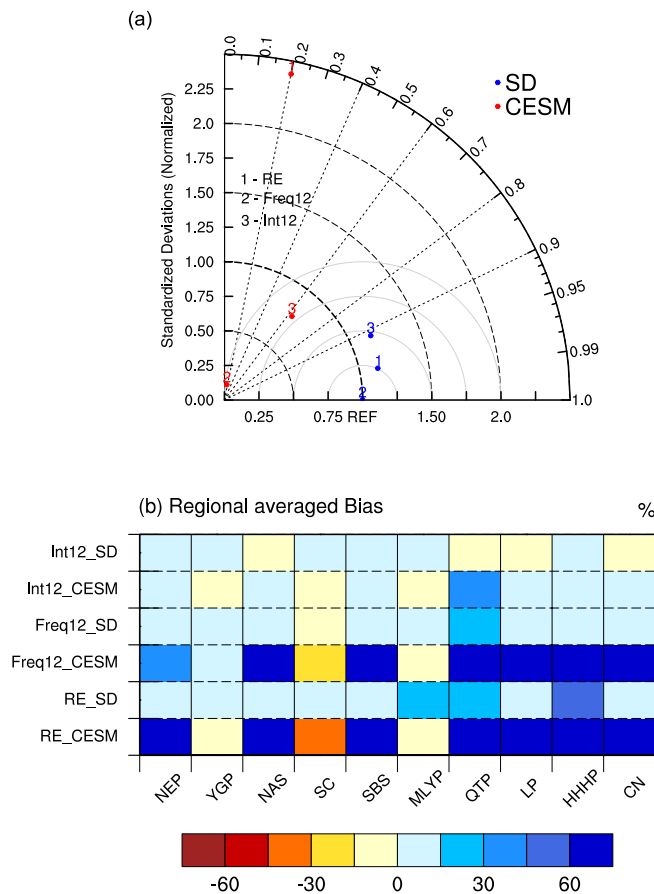 (a)
0.0 0.1 0.2 0.3 0.4 0.5 0.6 0.7 0.8 0.9 0.95 0.99 1.0
Standardized Deviations (Normalized)
2.25
2.0
1.75
1.50
1.25
1.00
0.75
0.50
0.25
0.00
SD
CESM
1 - RE
2 - Freq12
3 - Int12
1
3
2
3
1
2
0.25 0.75 REF 1.50 2.0
(b) Regional averaged Bias %
Int12_SD
Int12_CESM
Freq12_SD
Freq12_CESM
RE_SD
RE_CESM
NEP YGP NAS SC SBS MLYP QTP LP HHHP CN
-60 -30 0 30 60